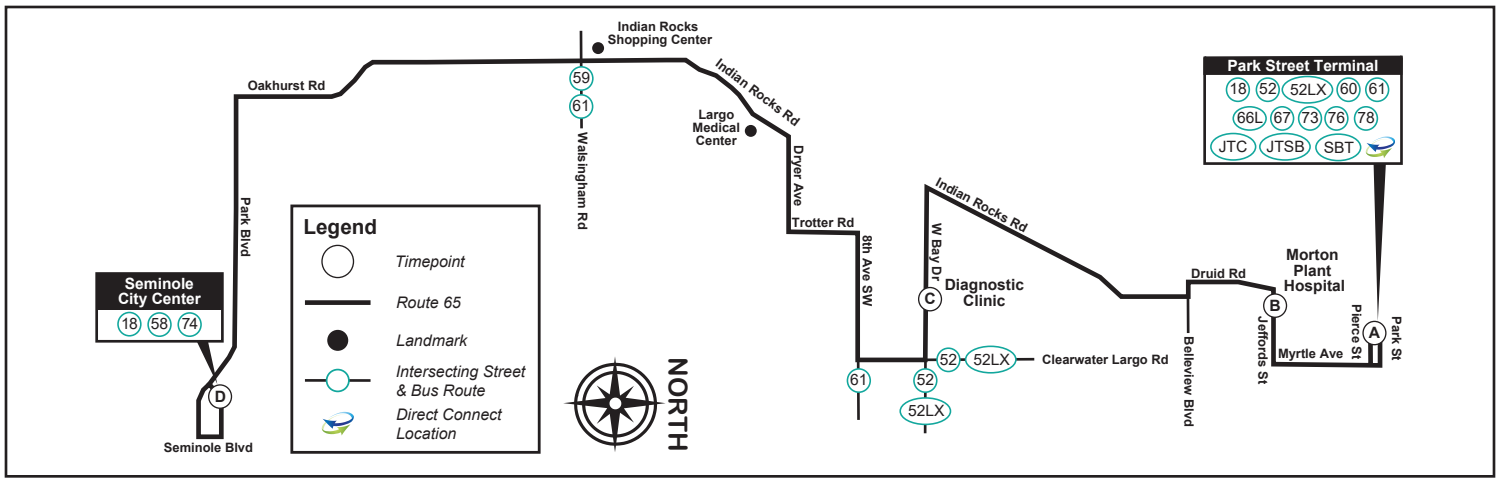 Indian Rocks
Shopping Center
Oakhurst Rd
59
61
Walsingham Rd
Indian Rocks Rd
Largo
Medical
Center
Dryer Ave
Trotter Rd
Park Blvd
Seminole
City Center
18 58 74
D
Seminole Blvd
Legend
Timepoint
Route 65
Landmark
Intersecting Street
& Bus Route
Direct Connect
Location
NORTH
8th Ave SW
61
W Bay Dr
C
Diagnostic
Clinic
52
52LX
52 52LX
Clearwater Largo Rd
Indian Rocks Rd
Belleview Blvd
Druid Rd
Morton
Plant
Hospital
B
Jeffords St
Myrtle Ave
Pierce St
A
Park St
Park Street Terminal
18 52 52LX 60 61
66L 67 73 76 78
JTC JTSB SBT